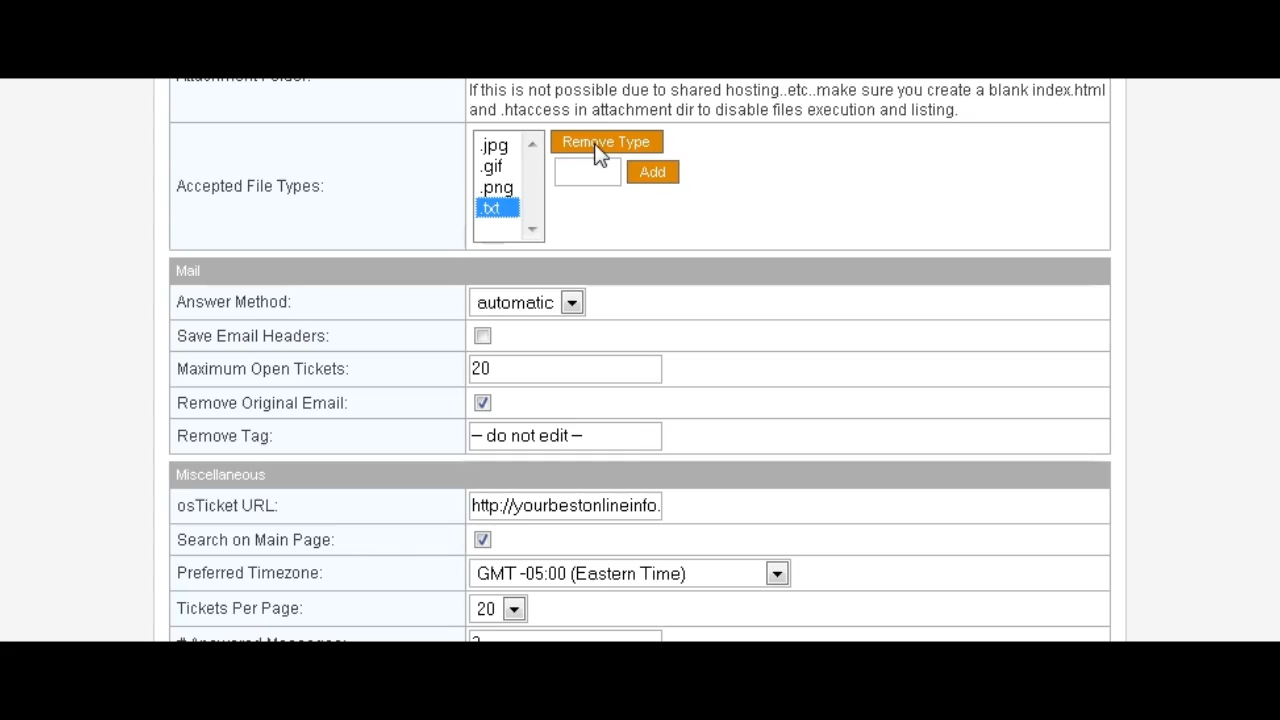 If this is not possible due to shared hosting..etc..make sure you create a blank index.html
and .htaccess in attachment dir to disable files execution and listing.
Accepted File Types:
.jpg
.gif
.png
.txt
Remove Type
Add
Mail
Answer Method:
automatic
Save Email Headers:
Maximum Open Tickets:
20
Remove Original Email:
Remove Tag:
-- do not edit --
Miscellaneous
osTicket URL:
http://yourbestonlineinfo.
Search on Main Page:
Preferred Timezone:
GMT -05:00 (Eastern Time)
Tickets Per Page:
20